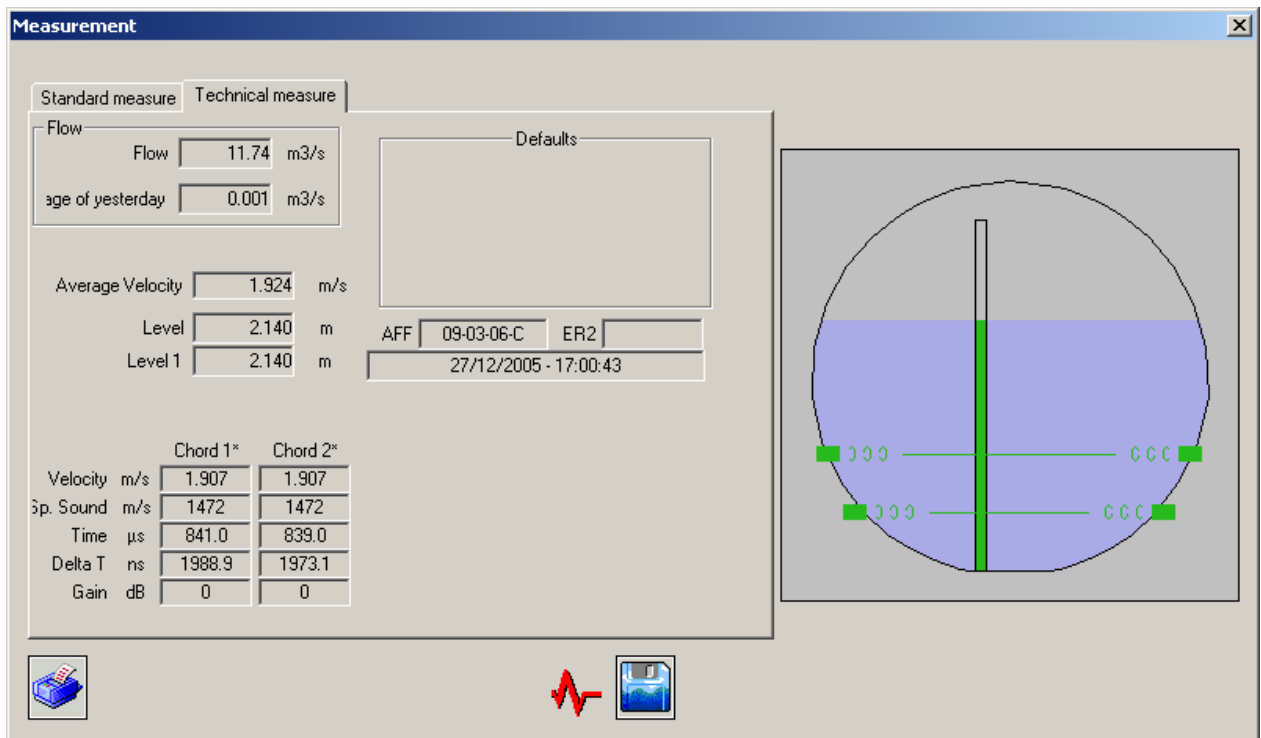 Measurement
Standard measure Technical measure
Flow
Flow 11.74 m3/s
age of yesterday 0.001 m3/s
Defaults
Average Velocity 1.924 m/s
Level 2.140 m
Level 1 2.140 m
AFF 09-03-06-C ER2
27/12/2005 - 17:00:43
Chord 1* Chord 2*
Velocity m/s 1.907 1.907
Sp. Sound m/s 1472 1472
Time µs 841.0 839.0
Delta T ns 1988.9 1973.1
Gain dB 0 0